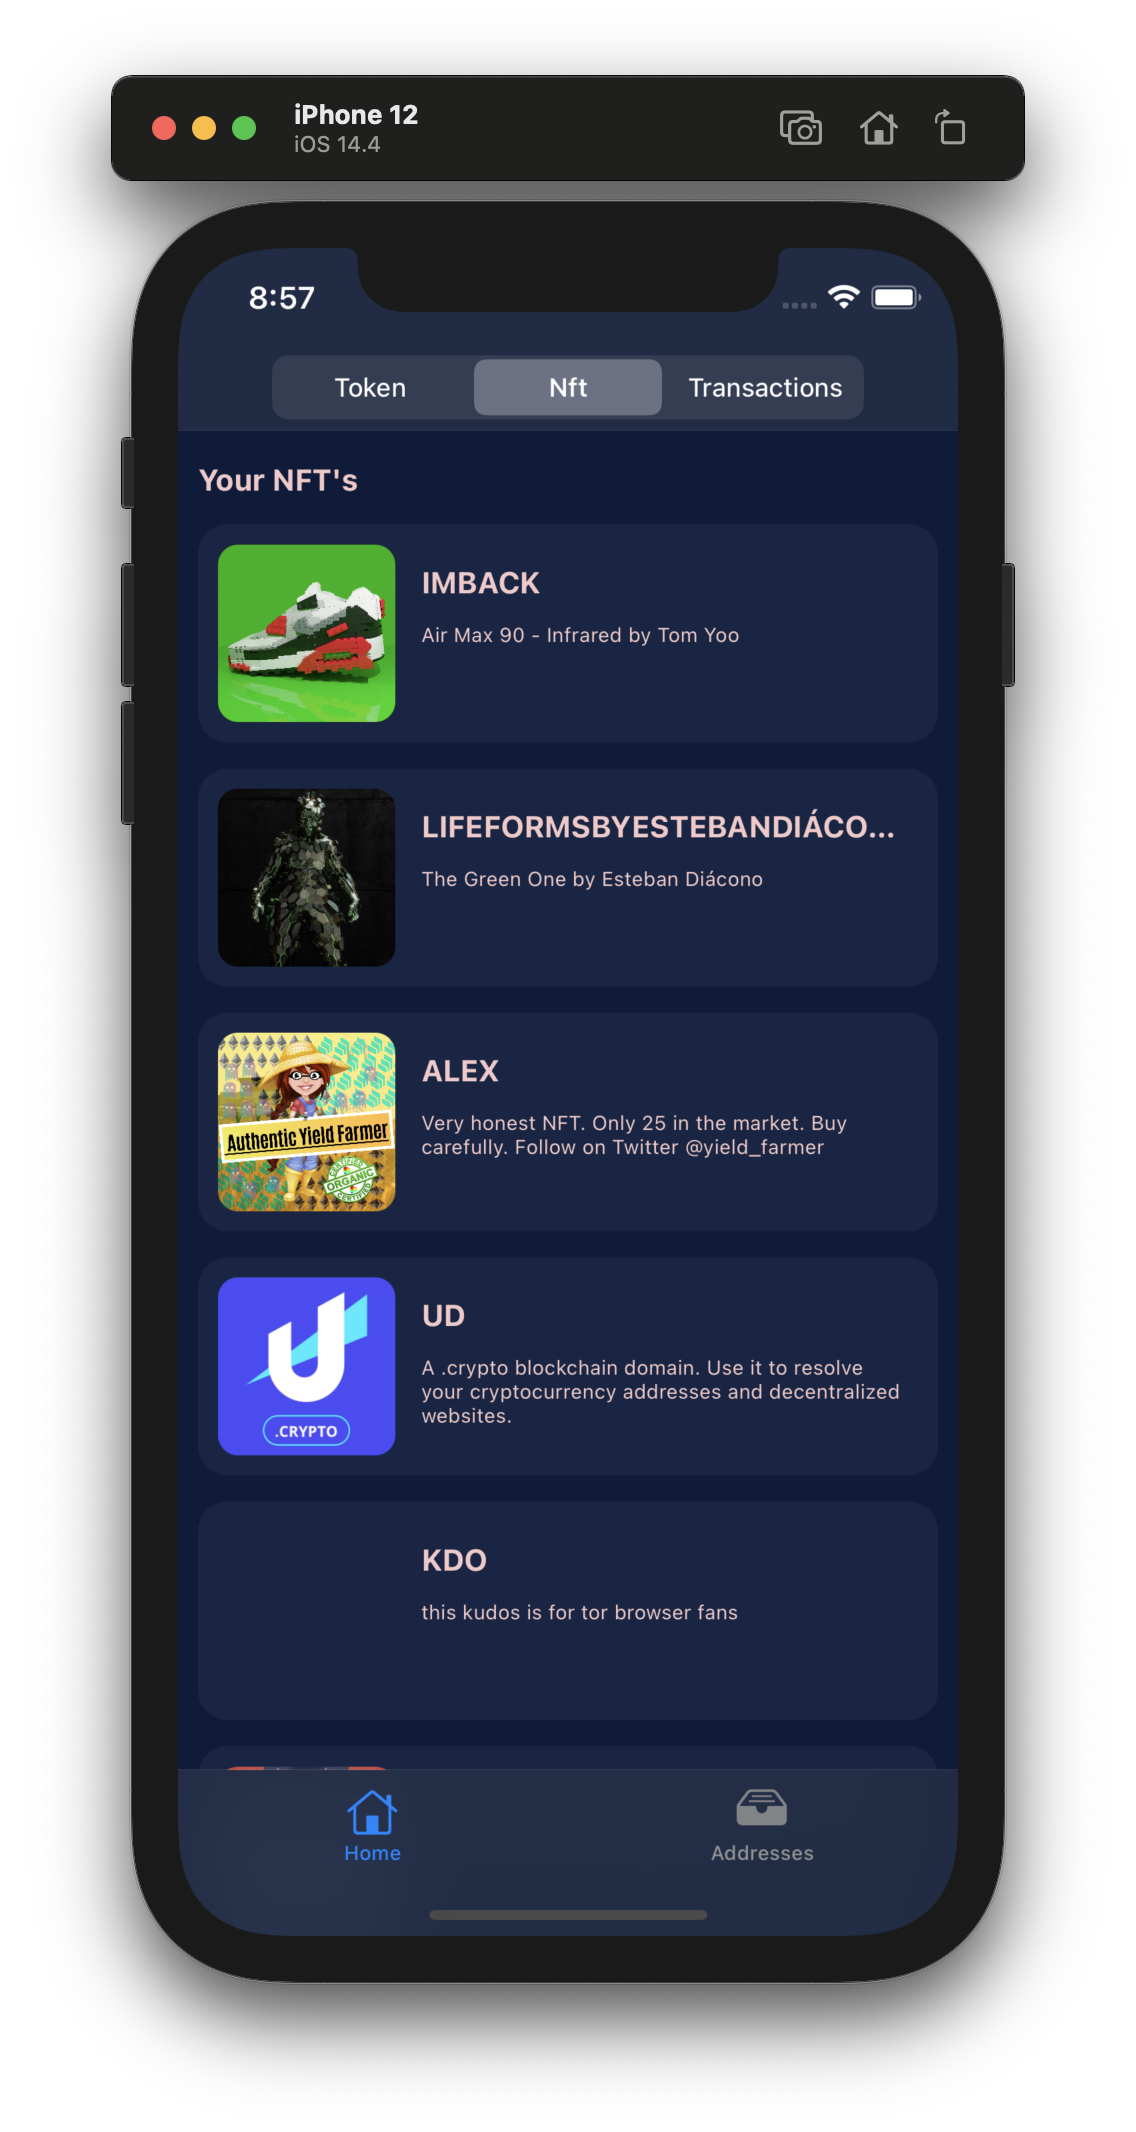 iPhone 12
iOS 14.4
8:57
Token
Nft
Transactions
Your NFT's
IMBACK
Air Max 90 - Infrared by Tom Yoo
LIFEFORMSBYESTEBANDIÁCO...
The Green One by Esteban Diácono
Authentic Yield Farmer
CERTIFIED
ORGANIC
CERTIFIED
ALEX
Very honest NFT. Only 25 in the market. Buy
carefully. Follow on Twitter @yield_farmer
.CRYPTO
UD
A .crypto blockchain domain. Use it to resolve
your cryptocurrency addresses and decentralized
websites.
KDO
this kudos is for tor browser fans
Home
Addresses